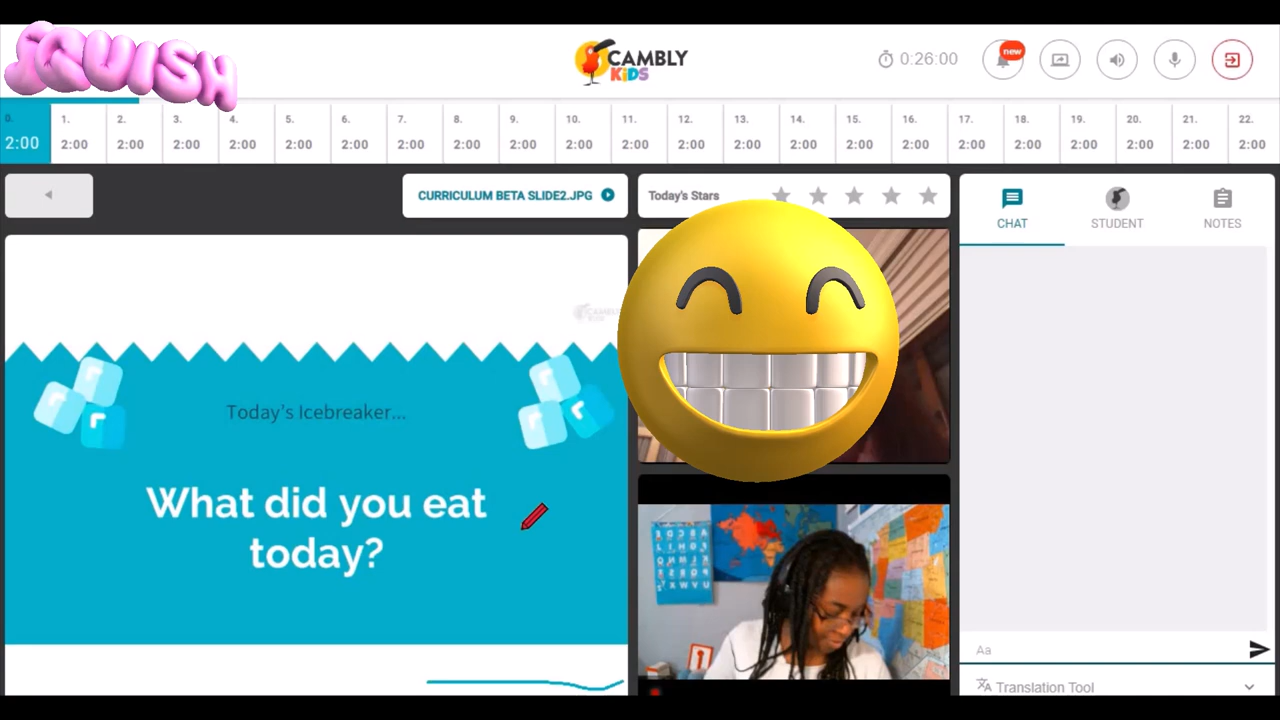 SQUISH
CAMBLY
KiDS
0:26:00
new
0. 1. 2. 3. 4. 5. 6. 7. 8. 9. 10. 11. 12. 13. 14. 15. 16. 17. 18. 19. 20. 21. 22.
2:00 2:00 2:00 2:00 2:00 2:00 2:00 2:00 2:00 2:00 2:00 2:00 2:00 2:00 2:00 2:00 2:00 2:00 2:00 2:00 2:00 2:00 2:00
CURRICULUM BETA SLIDE2.JPG
Today's Stars
CHAT
STUDENT
NOTES
CAMBLY
KIDS
Today's Icebreaker...
What did you eat
today?
Aa
Translation Tool